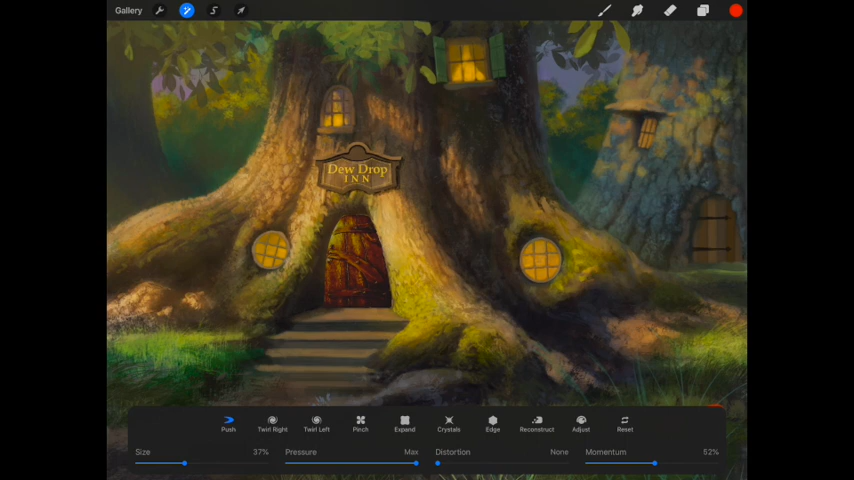 Gallery
Dew Drop
INN
Push Twirl Right Twirl Left Pinch Expand Crystals Edge Reconstruct Adjust Reset
Size 37% Pressure Max Distortion None Momentum 52%